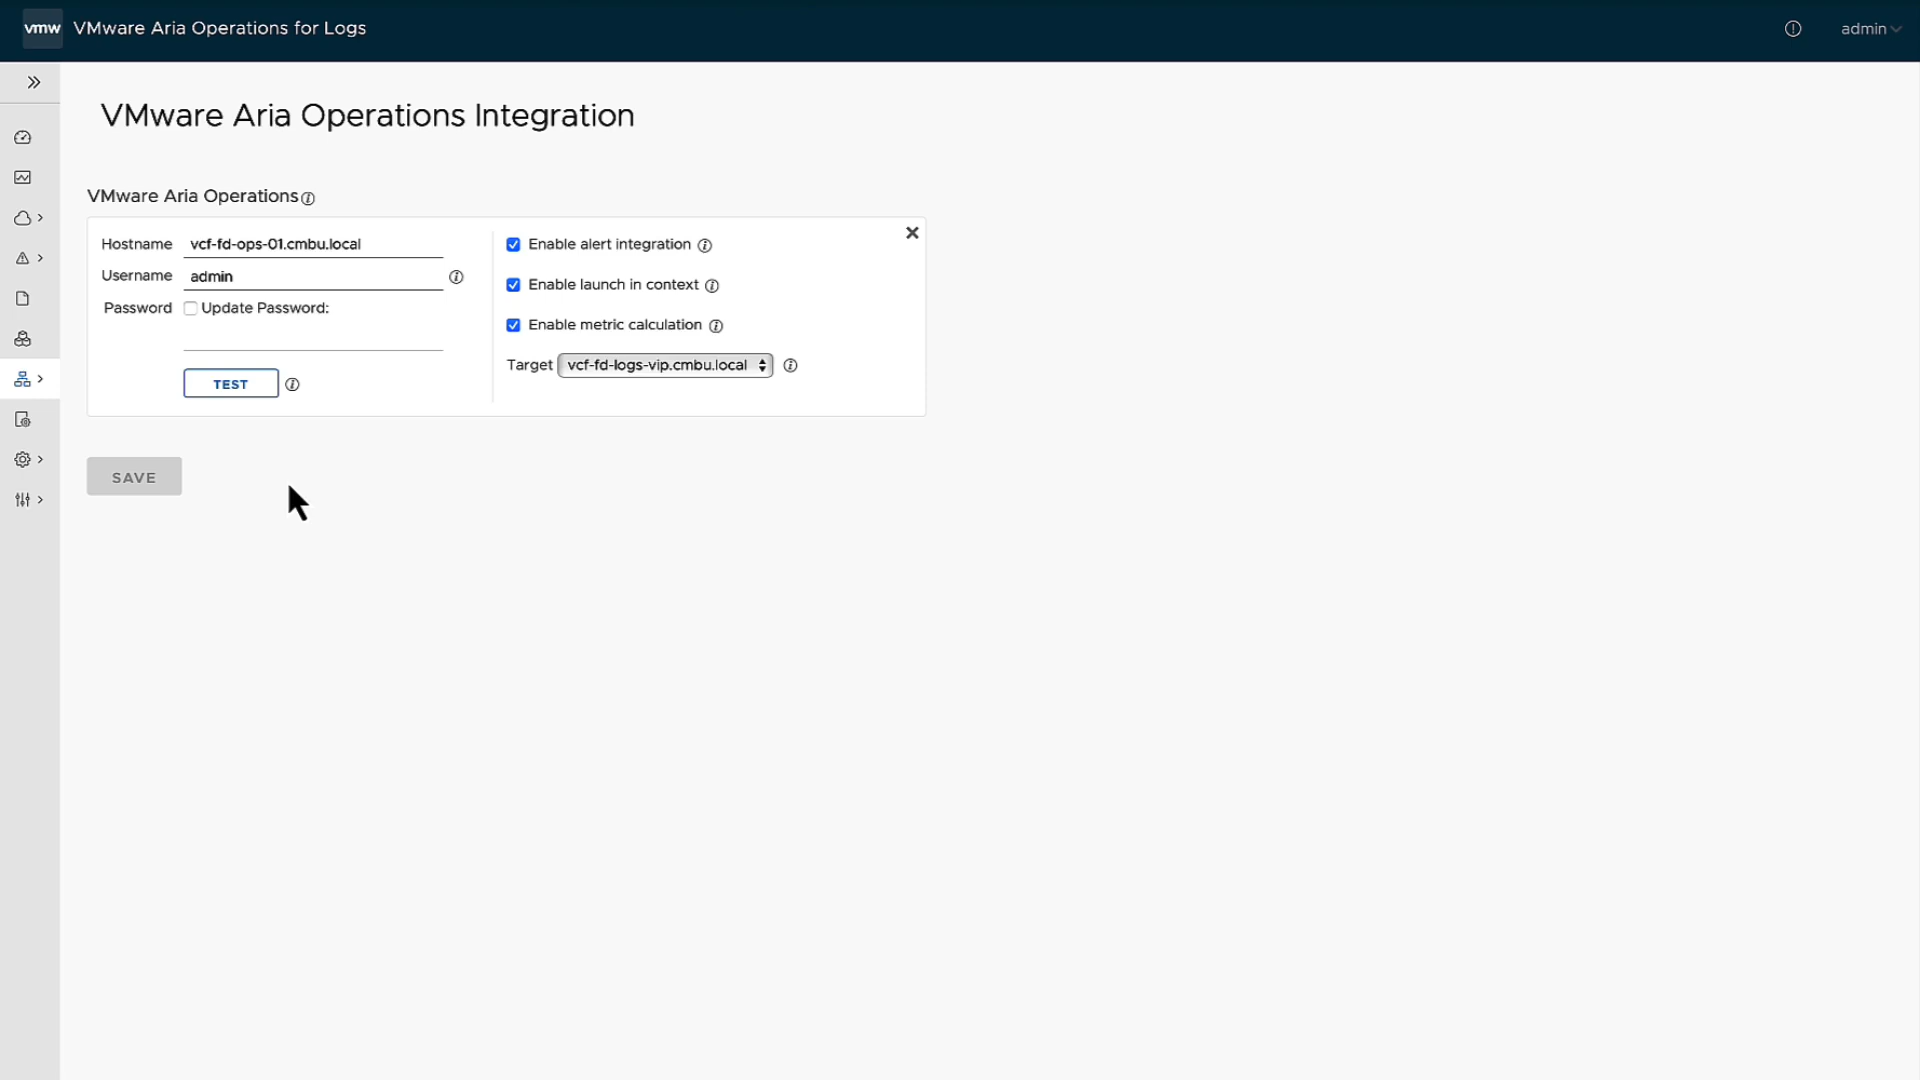 vmw VMware Aria Operations for Logs admin
VMware Aria Operations Integration
VMware Aria Operations
Hostname vcf-fd-ops-01.cmbu.local
Username admin
Password Update Password:
TEST
Enable alert integration
Enable launch in context
Enable metric calculation
Target vcf-fd-logs-vip.cmbu.local
SAVE